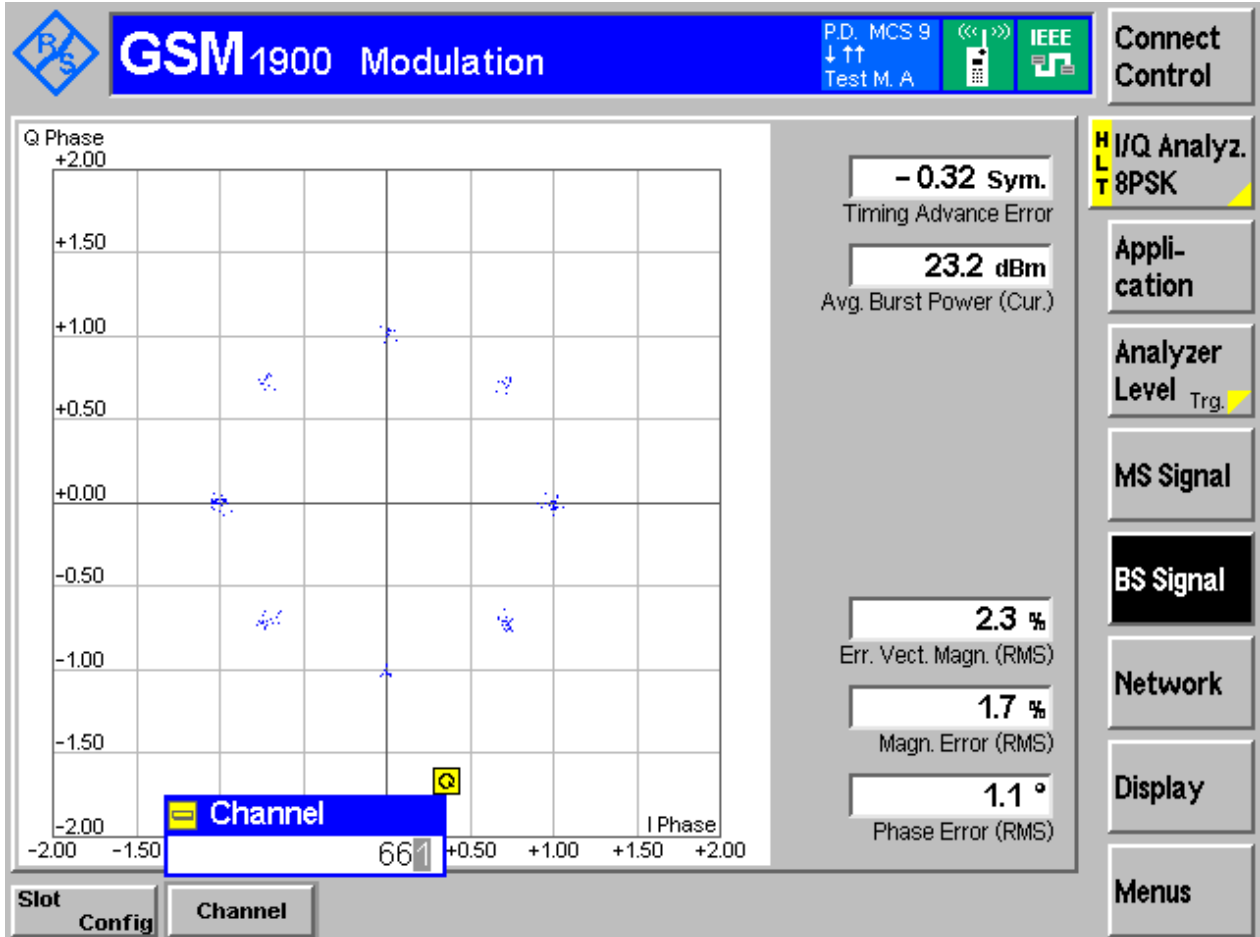 R/S
GSM 1900 Modulation
P.D. MCS 9
↓ ↑↑
Test M. A
IEEE
Connect
Control
Q Phase
+2.00
+1.50
+1.00
+0.50
+0.00
-0.50
-1.00
-1.50
-2.00
I Phase
-2.00 -1.50 +0.50 +1.00 +1.50 +2.00
Q
Channel
661
- 0.32 Sym.
Timing Advance Error
23.2 dBm
Avg. Burst Power (Cur.)
2.3 %
Err. Vect. Magn. (RMS)
1.7 %
Magn. Error (RMS)
1.1 °
Phase Error (RMS)
HLT
I/Q Analyz.
8PSK
Appli-
cation
Analyzer
Level Trg.
MS Signal
BS Signal
Network
Display
Menus
Slot
Config
Channel